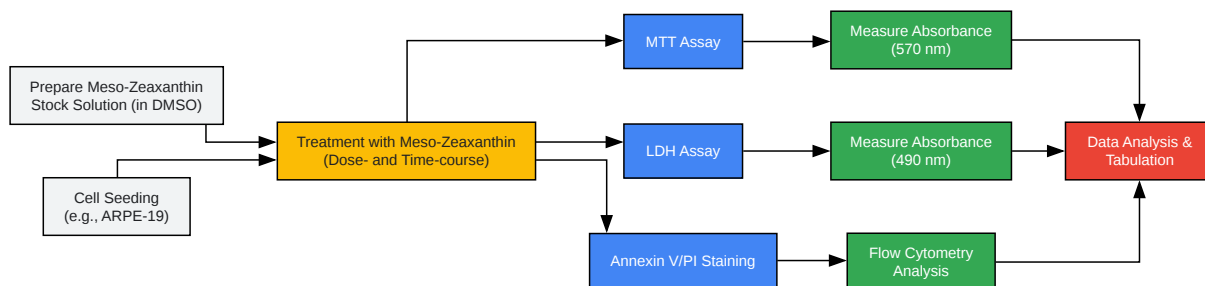 Prepare Meso-Zeaxanthin
Stock Solution (in DMSO)
Cell Seeding
(e.g., ARPE-19)
Treatment with Meso-Zeaxanthin
(Dose- and Time-course)
MTT Assay
Measure Absorbance
(570 nm)
LDH Assay
Measure Absorbance
(490 nm)
Annexin V/PI Staining
Flow Cytometry
Analysis
Data Analysis &
Tabulation